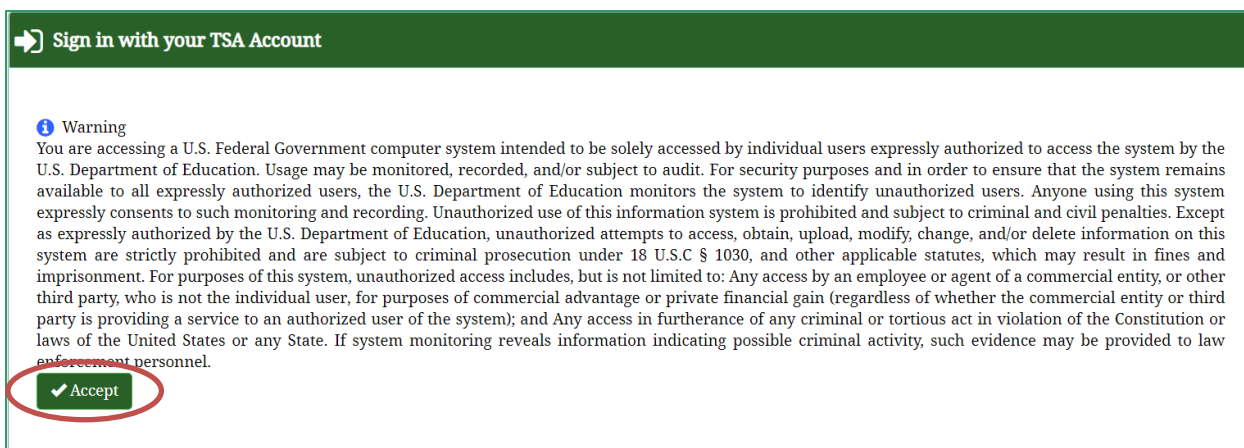 Sign in with your TSA Account
Warning
You are accessing a U.S. Federal Government computer system intended to be solely accessed by individual users expressly authorized to access the system by the
U.S. Department of Education. Usage may be monitored, recorded, and/or subject to audit. For security purposes and in order to ensure that the system remains
available to all expressly authorized users, the U.S. Department of Education monitors the system to identify unauthorized users. Anyone using this system
expressly consents to such monitoring and recording. Unauthorized use of this information system is prohibited and subject to criminal and civil penalties. Except
as expressly authorized by the U.S. Department of Education, unauthorized attempts to access, obtain, upload, modify, change, and/or delete information on this
system are strictly prohibited and are subject to criminal prosecution under 18 U.S.C § 1030, and other applicable statutes, which may result in fines and
imprisonment. For purposes of this system, unauthorized access includes, but is not limited to: Any access by an employee or agent of a commercial entity, or other
third party, who is not the individual user, for purposes of commercial advantage or private financial gain (regardless of whether the commercial entity or third
party is providing a service to an authorized user of the system); and Any access in furtherance of any criminal or tortious act in violation of the Constitution or
laws of the United States or any State. If system monitoring reveals information indicating possible criminal activity, such evidence may be provided to law
enforcement personnel.
Accept